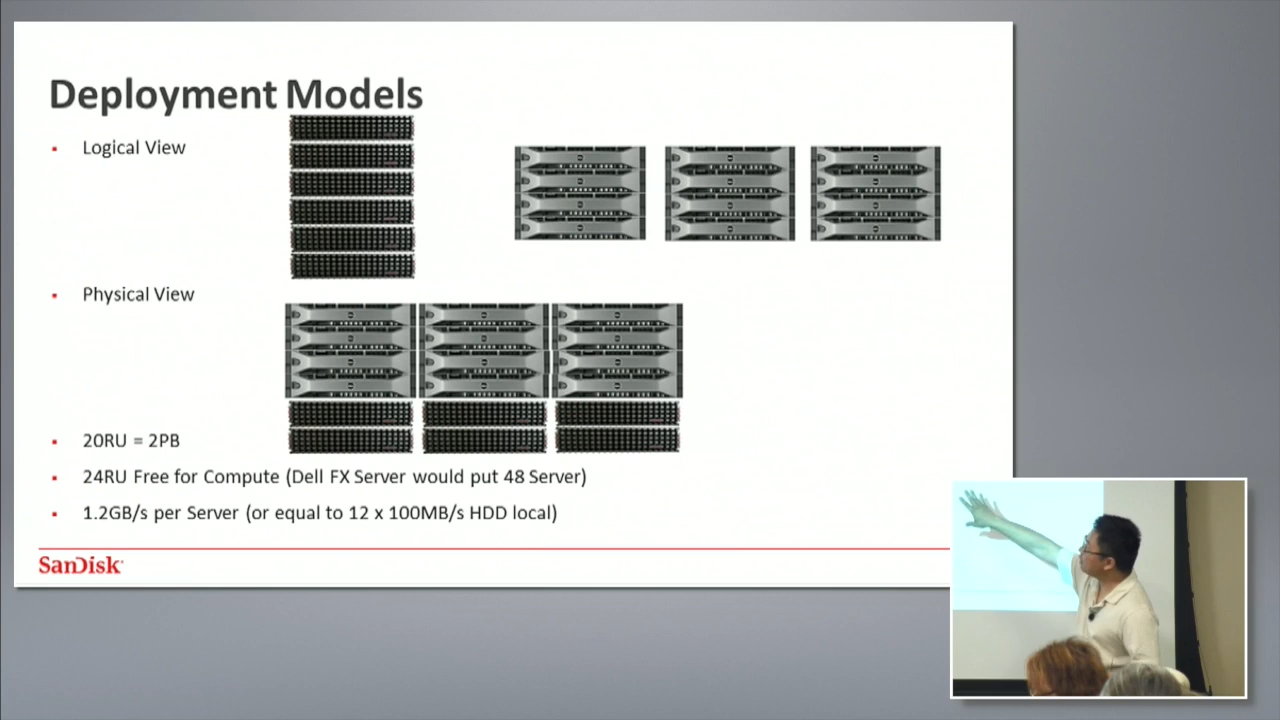 Deployment Models
Logical View
Physical View
20RU = 2PB
24RU Free for Compute (Dell FX Server would put 48 Server)
1.2GB/s per Server (or equal to 12 x 100MB/s HDD local)
SanDisk